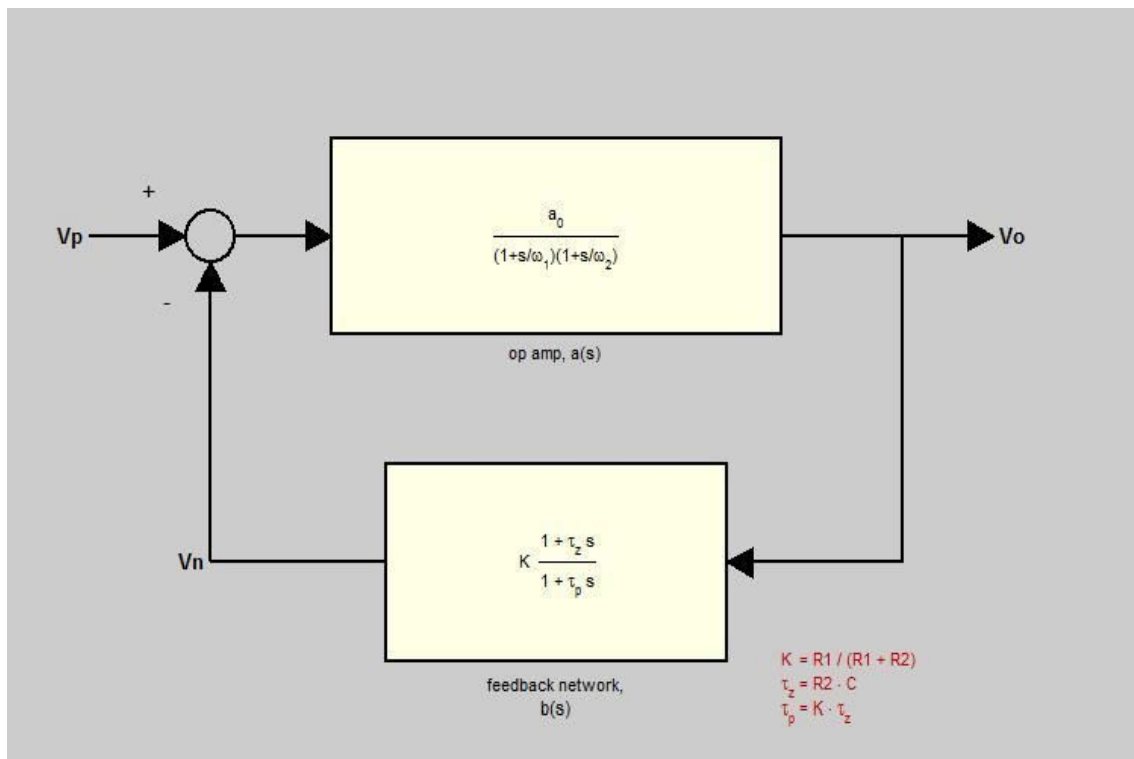 +
Vp
a₀
(1+s/ω₁)(1+s/ω₂)
Vo
-
op amp, a(s)
Vn
K
1 + τz s
1 + τp s
feedback network,
b(s)
K = R1 / (R1 + R2)
τz = R2 · C
τp = K · τz